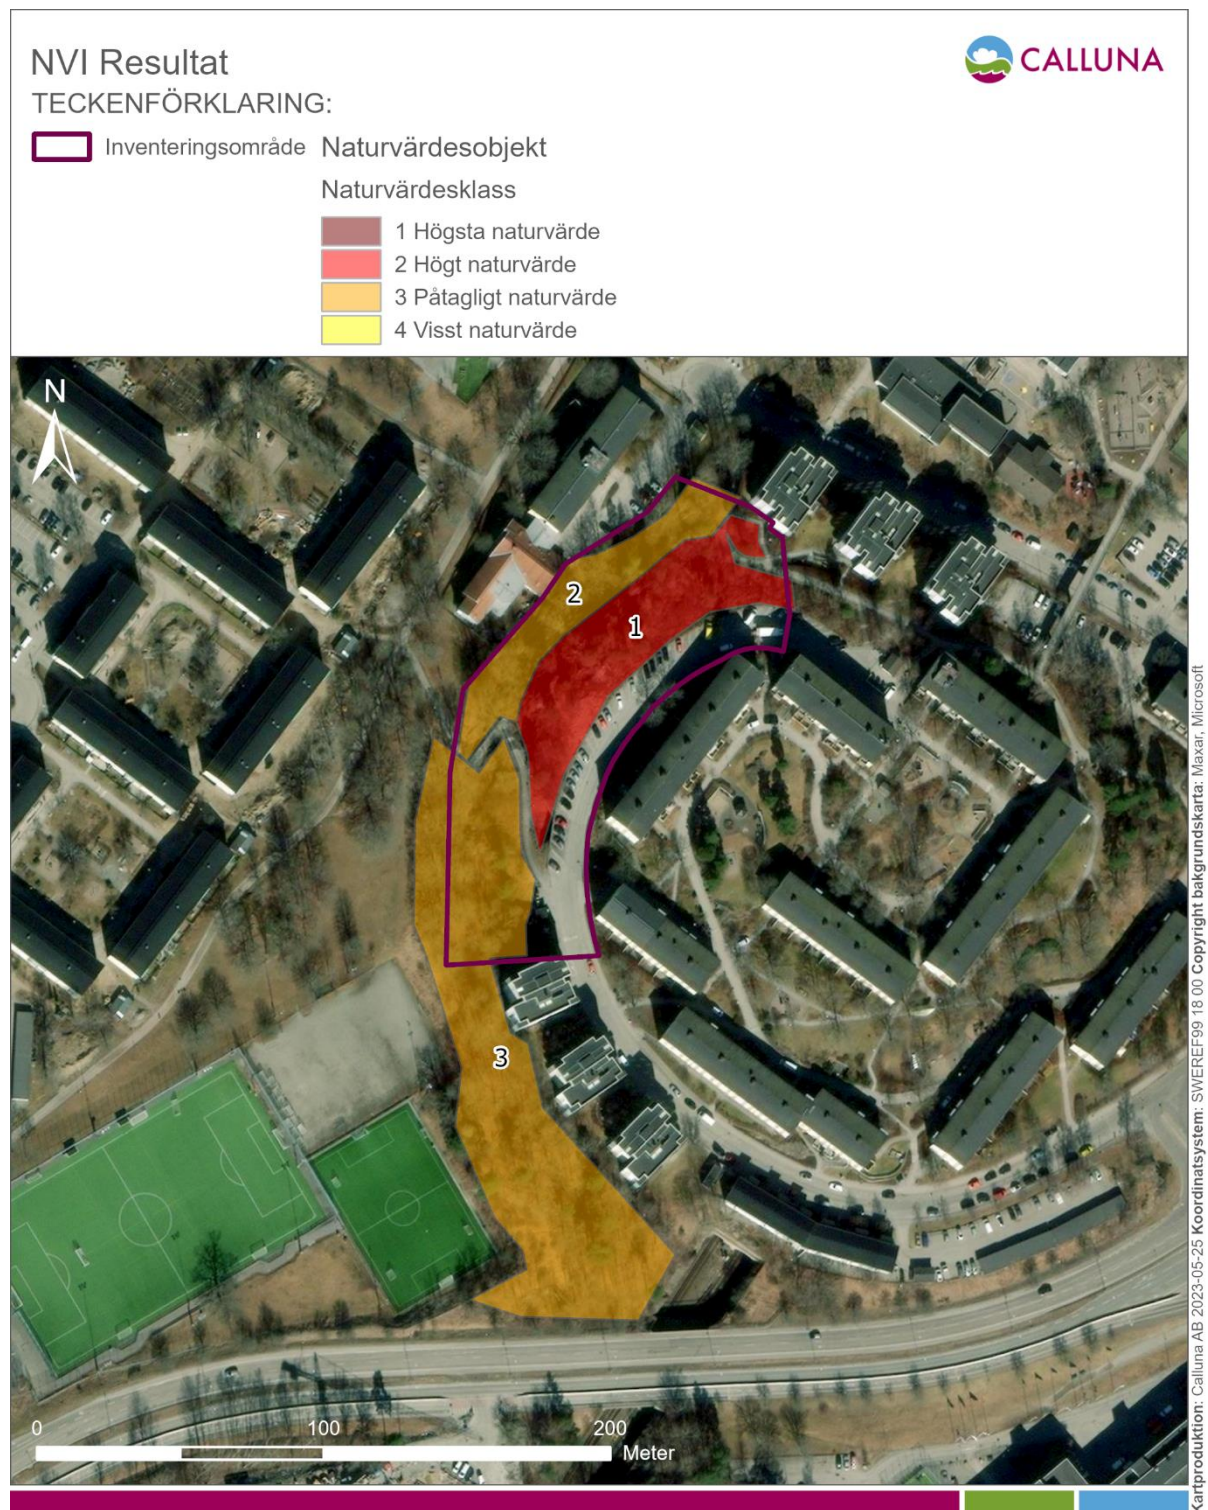 NVI Resultat
CALLUNA
TECKENFÖRKLARING:
Inventeringsområde
Naturvärdesobjekt
Naturvärdesklass
1 Högsta naturvärde
2 Högt naturvärde
3 Påtagligt naturvärde
4 Visst naturvärde
N
2
1
3
0 100 200
Meter
Kartproduktion: Calluna AB 2023-05-25 Koordinatsystem: SWEREF99 18 00 Copyright bakgrundskarta: Maxar, Microsoft